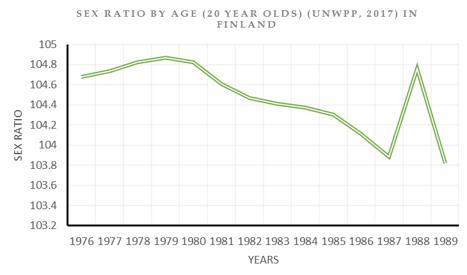 SEX RATIO BY AGE (20 YEAR OLDS) (UNWPP, 2017) IN
FINLAND
105
104.8
104.6
104.4
104.2
104
103.8
103.6
103.4
103.2
SEX RATIO
1976 1977 1978 1979 1980 1981 1982 1983 1984 1985 1986 1987 1988 1989
YEARS